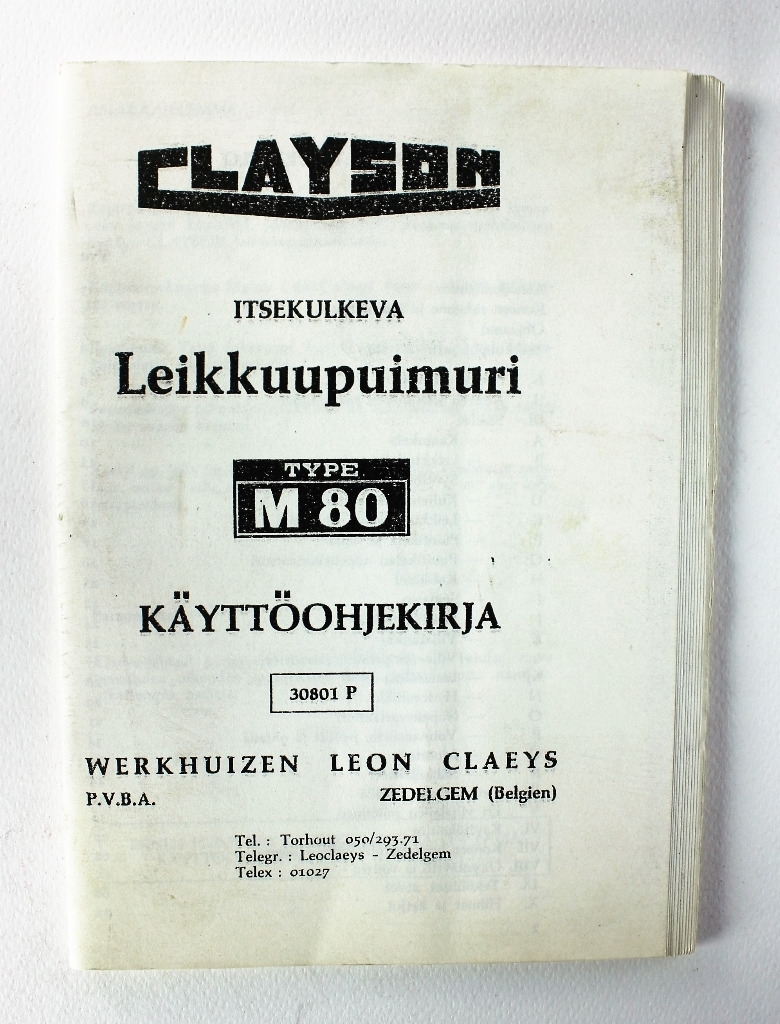 CLAYSON
ITSEKULKEVA
Leikkuupuimuri
TYPE
M 80
KÄYTTÖOHJEKIRJA
30801 P
WERKHUIZEN LEON CLAEYS
P.V.B.A. ZEDELGEM (Belgien)
Tel. : Torhout 050/293.71
Telegr. : Leoclaeys - Zedelgem
Telex : 01027